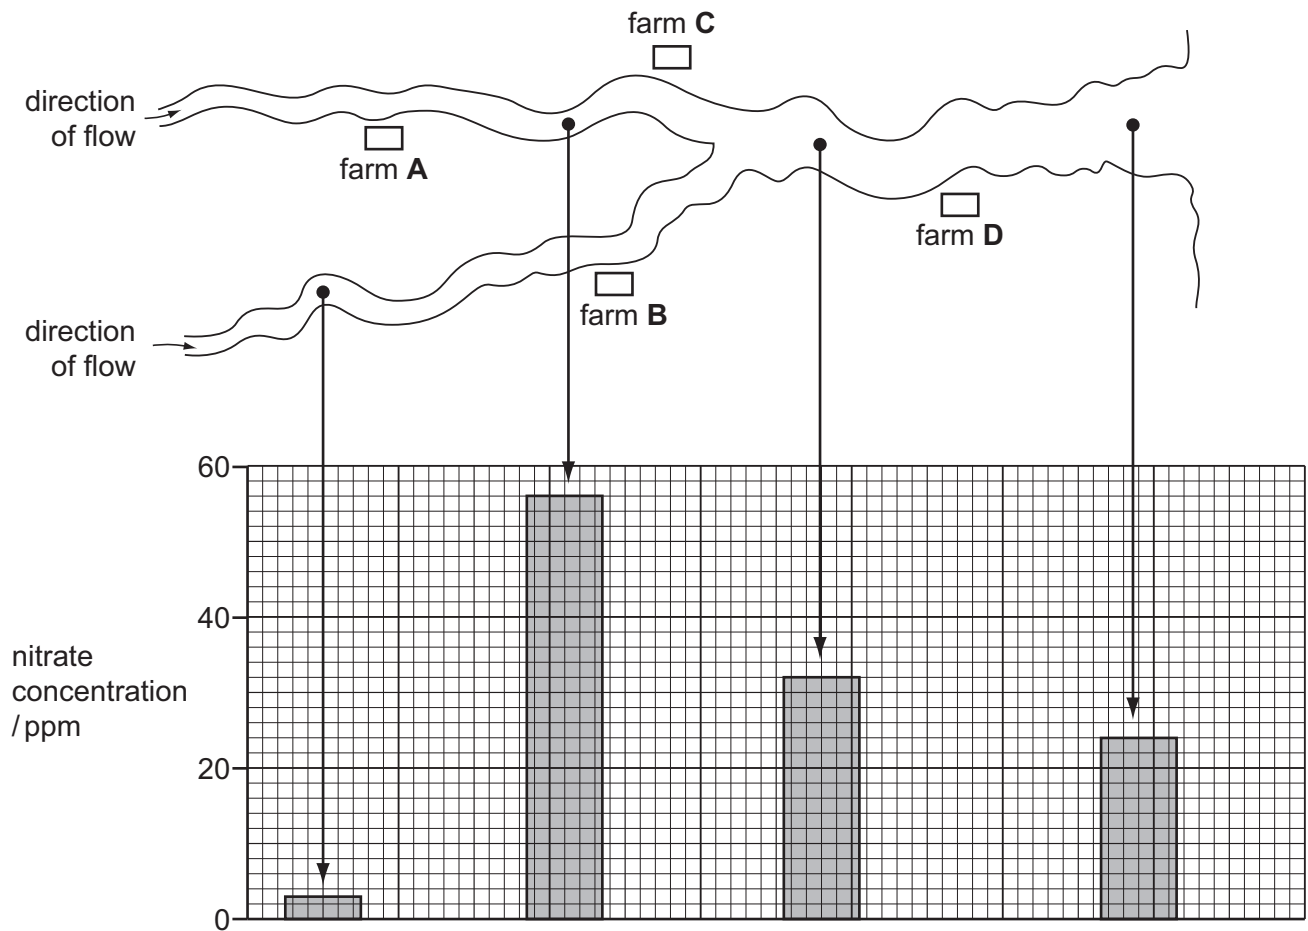 farm C
direction
of flow
farm A
farm D
farm B
direction
of flow
60
40
nitrate
concentration
/ ppm
20
0